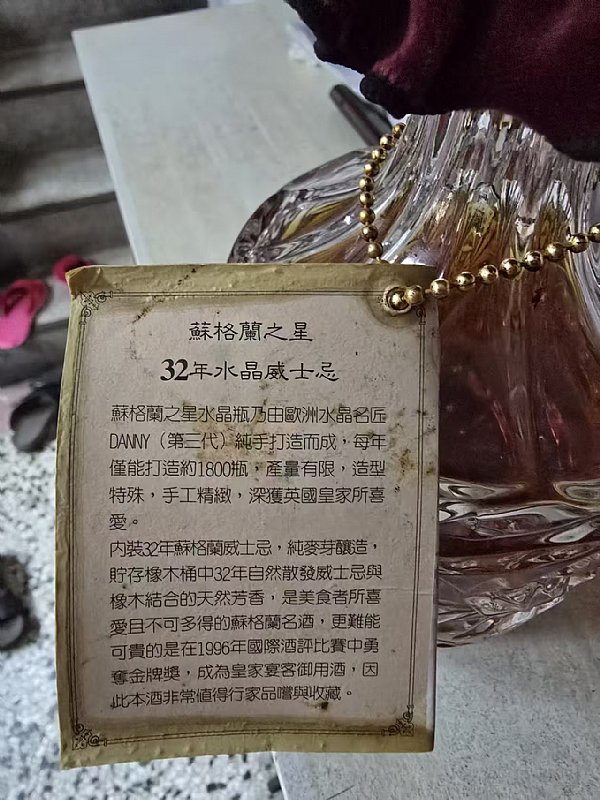 蘇格蘭之星
32年水晶威士忌
蘇格蘭之星水晶瓶乃由歐洲水晶名匠
DANNY（第三代）純手打造而成，每年
僅能打造約1800瓶，產量有限，造型
特殊，手工精緻，深獲英國皇家所喜
愛。
內裝32年蘇格蘭威士忌，純麥芽釀造，
貯存橡木桶中32年自然散發威士忌與
橡木結合的天然芳香，是美食者所喜
愛且不可多得的蘇格蘭名酒，更難能
可貴的是在1996年國際酒評比賽中勇
奪金牌獎，成為皇家宴客御用酒，因
此本酒非常值得行家品嚐與收藏。